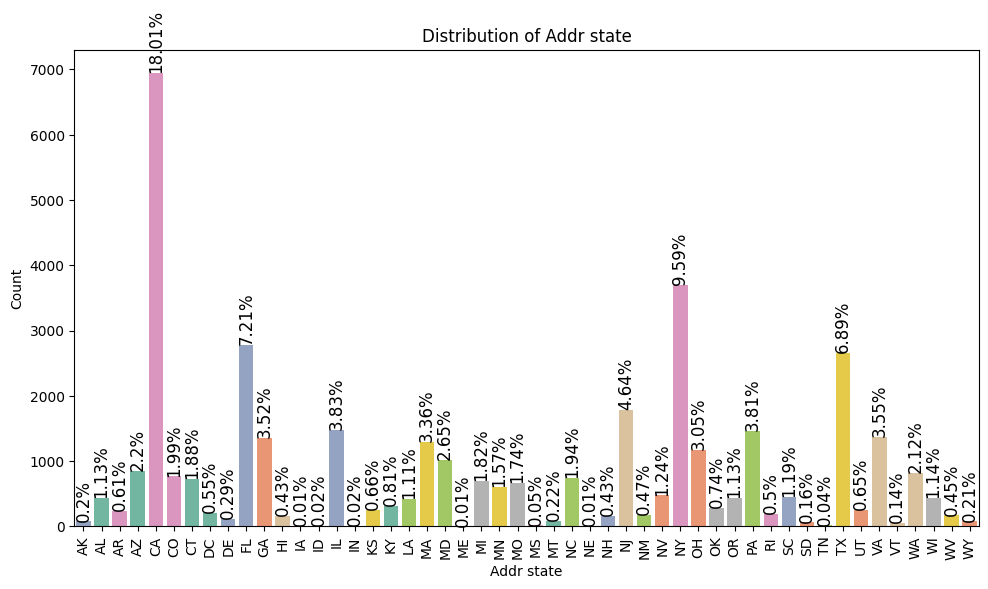 Distribution of Addr state
Count
7000
6000
5000
4000
3000
2000
1000
0
0.2%
1.13%
0.61%
2.2%
18.01%
1.99%
1.88%
0.55%
0.29%
7.21%
3.52%
0.43%
0.01%
0.02%
3.83%
0.02%
0.66%
0.81%
1.11%
3.36%
2.65%
0.01%
1.82%
1.57%
1.74%
0.05%
0.22%
1.94%
0.01%
0.43%
4.64%
0.47%
1.24%
9.59%
3.05%
0.74%
1.13%
3.81%
0.5%
1.19%
0.16%
0.04%
6.89%
0.65%
3.55%
0.14%
2.12%
1.14%
0.45%
0.21%
AK
AL
AR
AZ
CA
CO
CT
DC
DE
FL
GA
HI
IA
ID
IL
IN
KS
KY
LA
MA
MD
ME
MI
MN
MO
MS
MT
NC
NE
NH
NJ
NM
NV
NY
OH
OK
OR
PA
RI
SC
SD
TN
TX
UT
VA
VT
WA
WI
WV
WY
Addr state